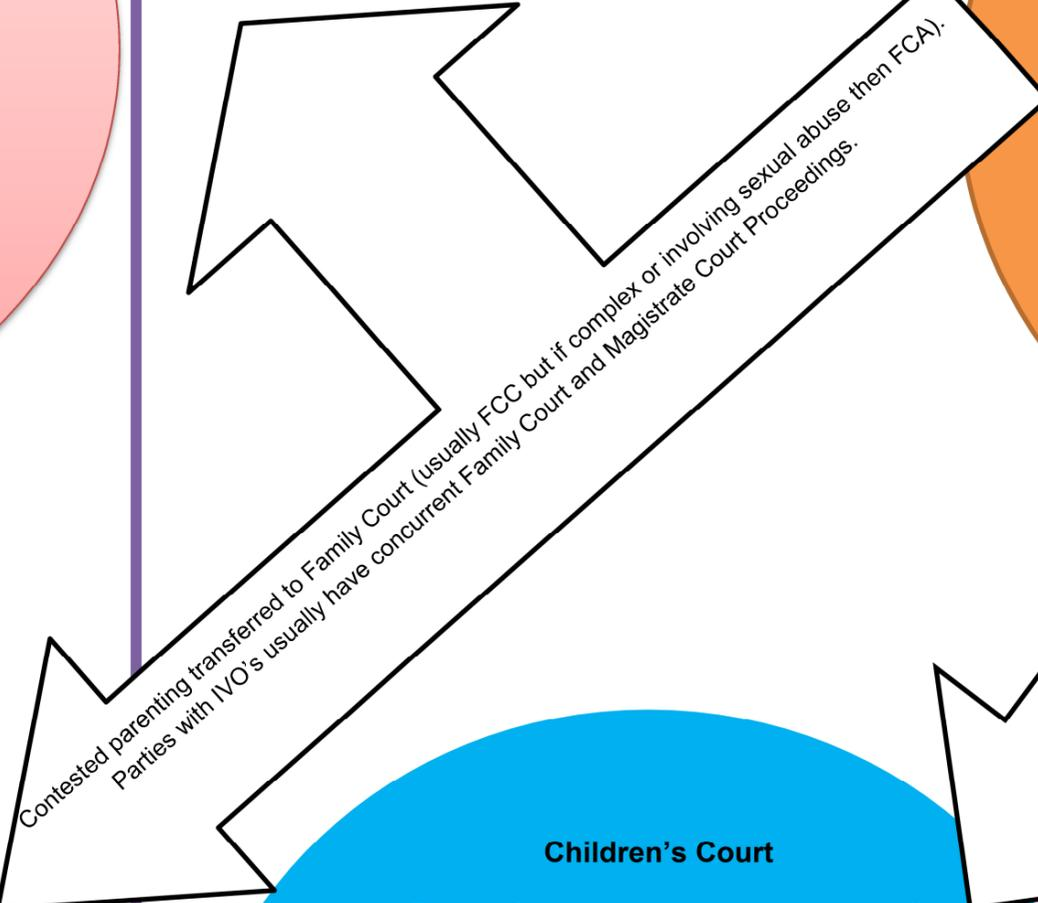 Contested parenting transferred to Family Court (usually FCC but if complex or involving sexual abuse then FCA).
Parties with IVO’s usually have concurrent Family Court and Magistrate Court Proceedings.
Children’s Court